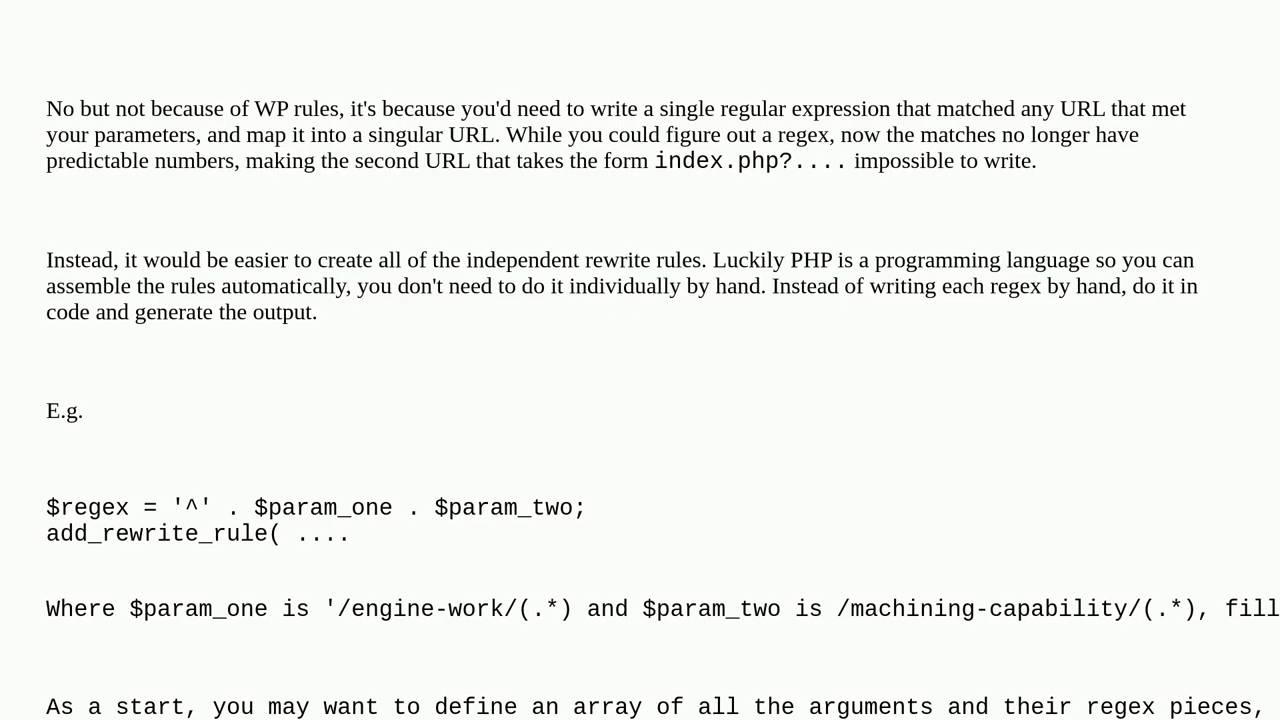 No but not because of WP rules, it's because you'd need to write a single regular expression that matched any URL that met
your parameters, and map it into a singular URL. While you could figure out a regex, now the matches no longer have
predictable numbers, making the second URL that takes the form index.php?.... impossible to write.
Instead, it would be easier to create all of the independent rewrite rules. Luckily PHP is a programming language so you can
assemble the rules automatically, you don't need to do it individually by hand. Instead of writing each regex by hand, do it in
code and generate the output.
E.g.
$regex = '^' . $param_one . $param_two;
add_rewrite_rule( ....
Where $param_one is '/engine-work/(.*) and $param_two is /machining-capability/(.*), fill
As a start, you may want to define an array of all the arguments and their regex pieces,